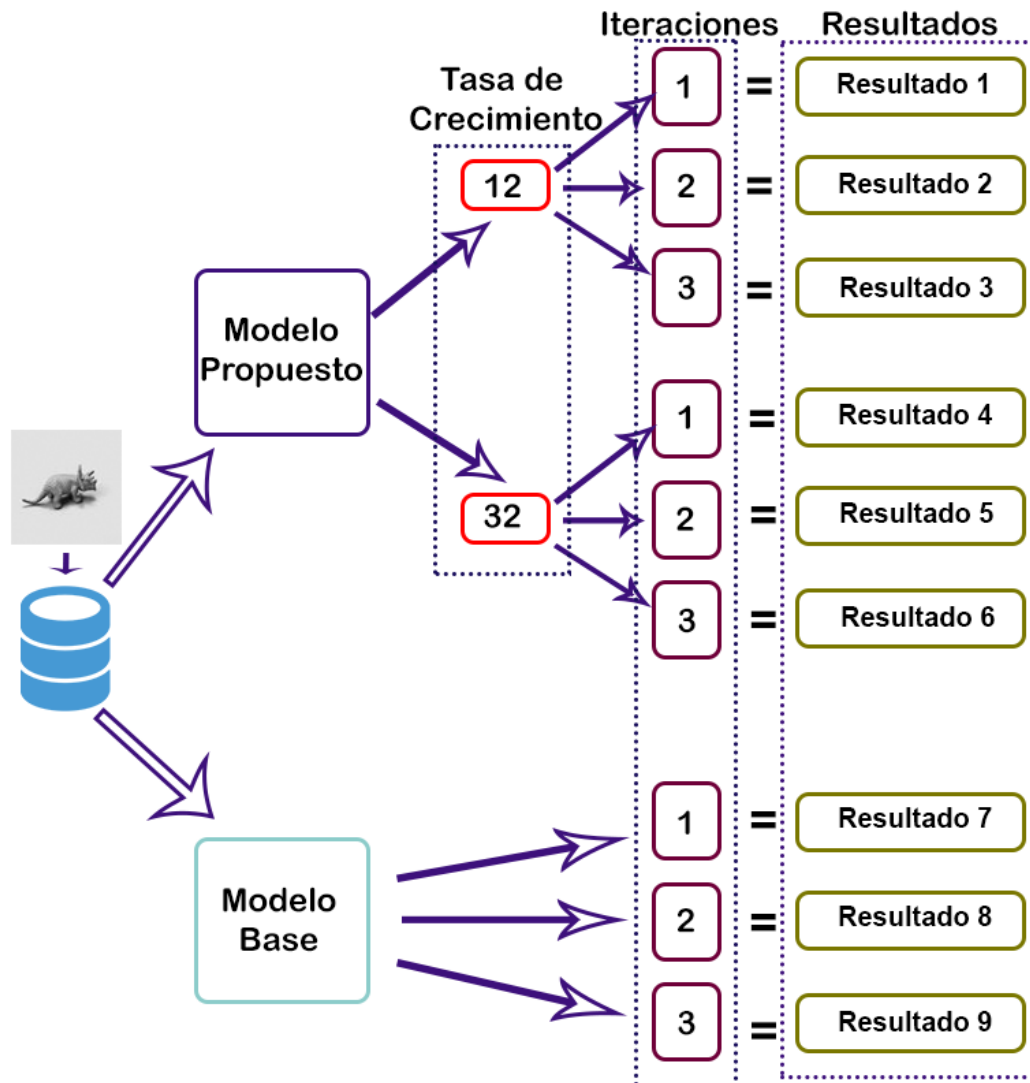 Iteraciones
Resultados
Tasa de
Crecimiento
12
1
=
Resultado 1
2
=
Resultado 2
3
=
Resultado 3
Modelo
Propuesto
32
1
=
Resultado 4
2
=
Resultado 5
3
=
Resultado 6
Modelo
Base
1
=
Resultado 7
2
=
Resultado 8
3
=
Resultado 9